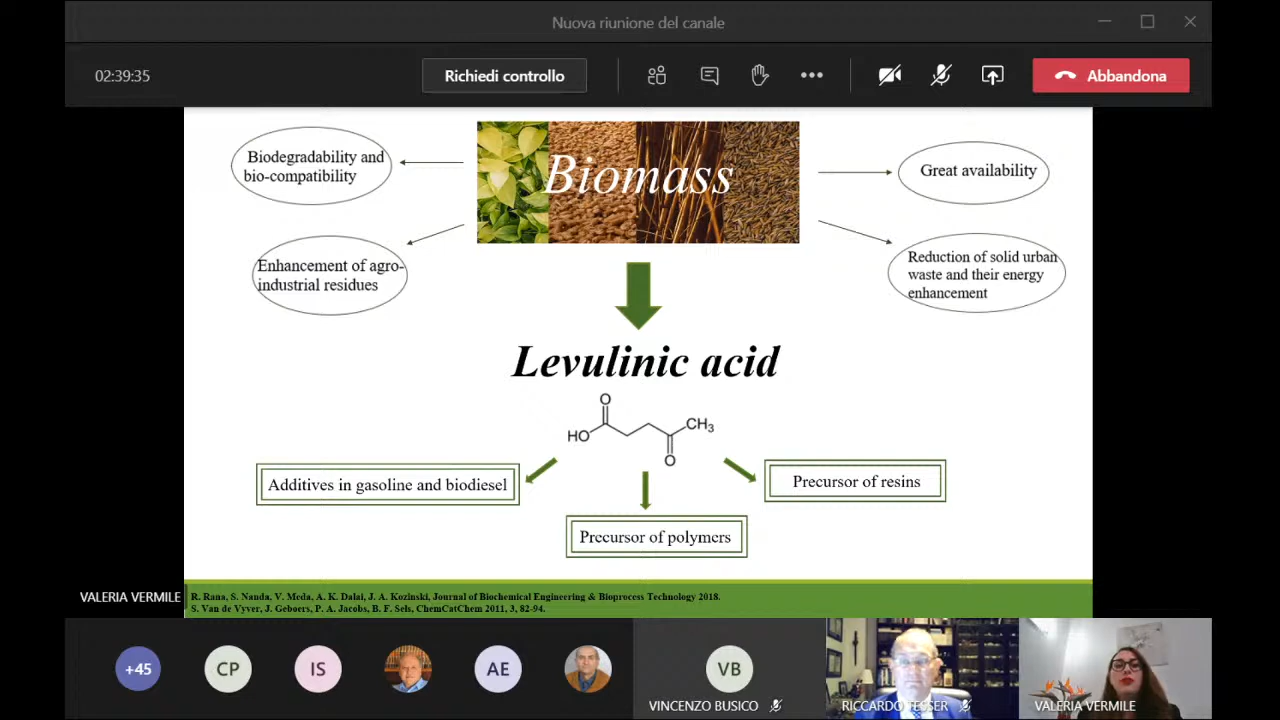 Nuova riunione del canale
02:39:35
Richiedi controllo
Abbandona
Biodegradability and
bio-compatibility
Biomass
Great availability
Enhancement of agro-
industrial residues
Reduction of solid urban
waste and their energy
enhancement
Levulinic acid
O
HO
CH3
O
Additives in gasoline and biodiesel
Precursor of resins
Precursor of polymers
VALERIA VERMILE
R. Rana, S. Nanda, V. Meda, A. K. Dalai, J. A. Kozinski, Journal of Biochemical Engineering & Bioprocess Technology 2018.
S. Van de Vyver, J. Geboers, P. A. Jacobs, B. F. Sels, ChemCatChem 2011, 3, 82-94.
+45
CP
IS
AE
VB
VINCENZO BUSICO
RICCARDO TESSER
VALERIA VERMILE